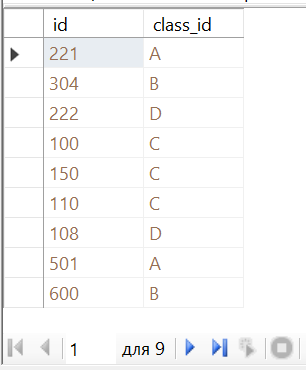 id class_id
221 A
304 B
222 D
100 C
150 C
110 C
108 D
501 A
600 B
1 для 9